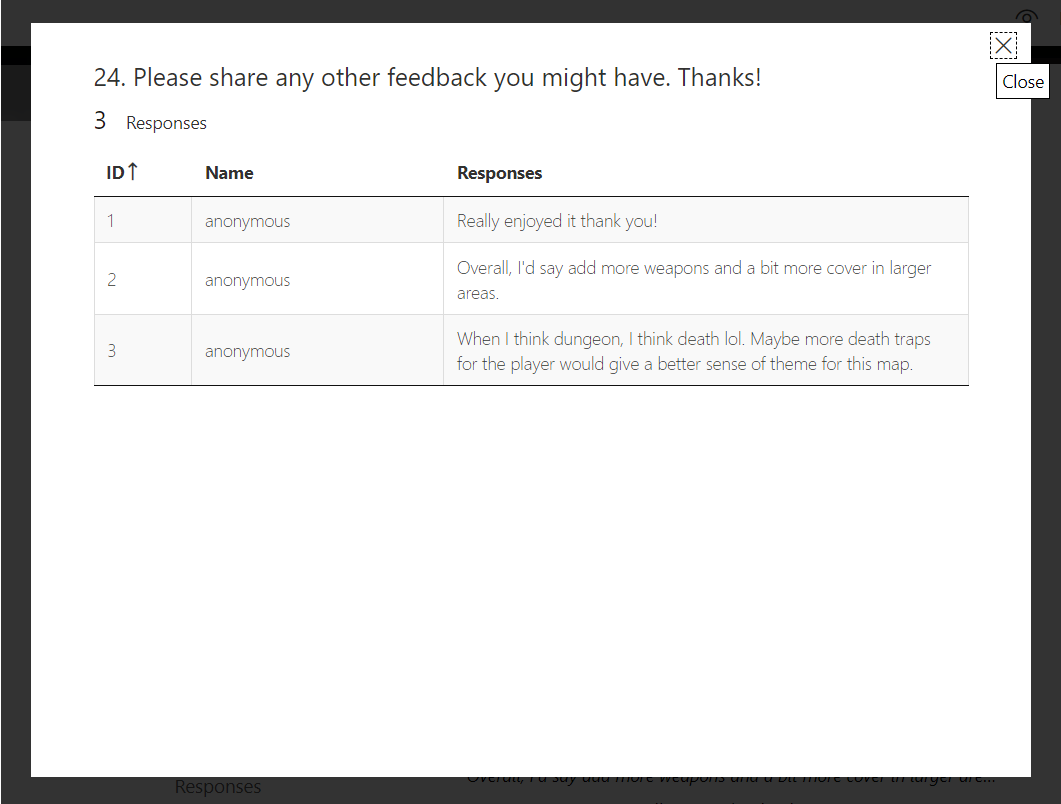 24. Please share any other feedback you might have. Thanks!
Close
3 Responses
ID↑ Name Responses
1 anonymous Really enjoyed it thank you!
2 anonymous Overall, I'd say add more weapons and a bit more cover in larger
areas.
3 anonymous When I think dungeon, I think death lol. Maybe more death traps
for the player would give a better sense of theme for this map.
Overall, I'd say add more weapons and a bit more cover in larger are...
Responses